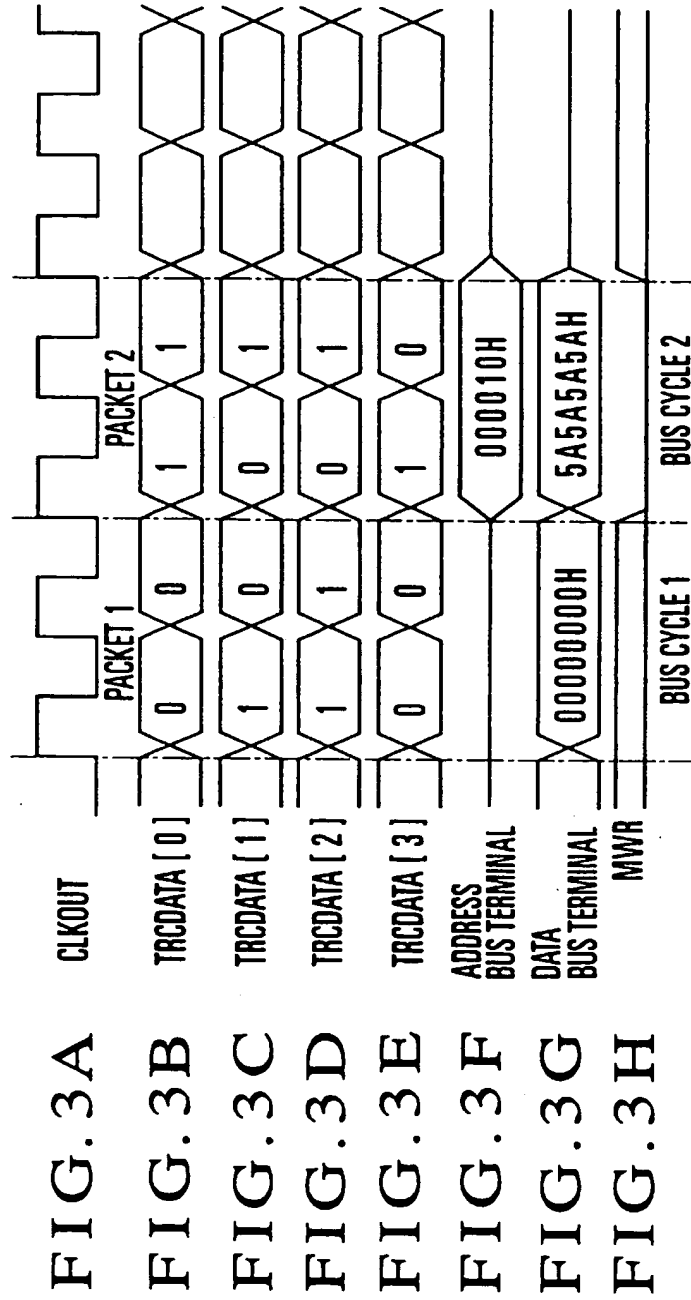 FIG.3A CLKOUT
PACKET 1 PACKET 2
FIG.3B TRCDATA [ 0 ] 0 0 1 1
FIG.3C TRCDATA [ 1 ] 1 0 0 1
FIG.3D TRCDATA [ 2 ] 1 1 0 1
FIG.3E TRCDATA [ 3 ] 0 0 1 0
FIG.3F ADDRESS
BUS TERMINAL 000010H
FIG.3G DATA
BUS TERMINAL 00000000H 5A5A5A5AH
FIG.3H MWR
BUS CYCLE 1 BUS CYCLE 2